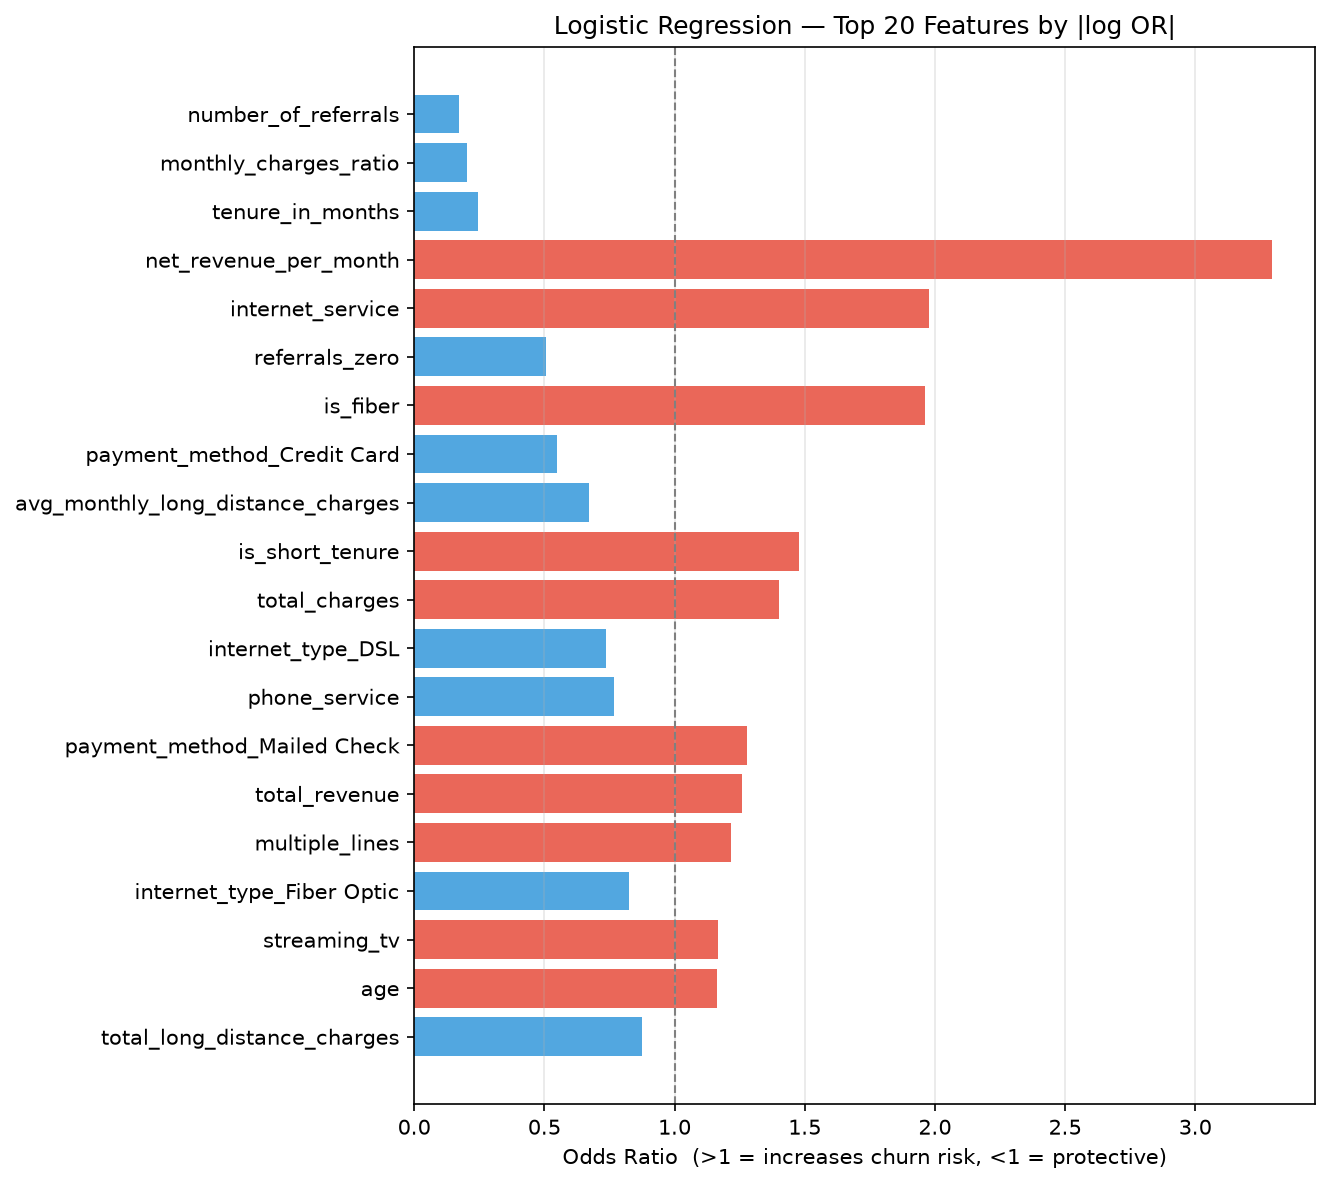 Logistic Regression — Top 20 Features by |log OR|
number_of_referrals
monthly_charges_ratio
tenure_in_months
net_revenue_per_month
internet_service
referrals_zero
is_fiber
payment_method_Credit Card
avg_monthly_long_distance_charges
is_short_tenure
total_charges
internet_type_DSL
phone_service
payment_method_Mailed Check
total_revenue
multiple_lines
internet_type_Fiber Optic
streaming_tv
age
total_long_distance_charges
0.0 0.5 1.0 1.5 2.0 2.5 3.0
Odds Ratio (>1 = increases churn risk, <1 = protective)